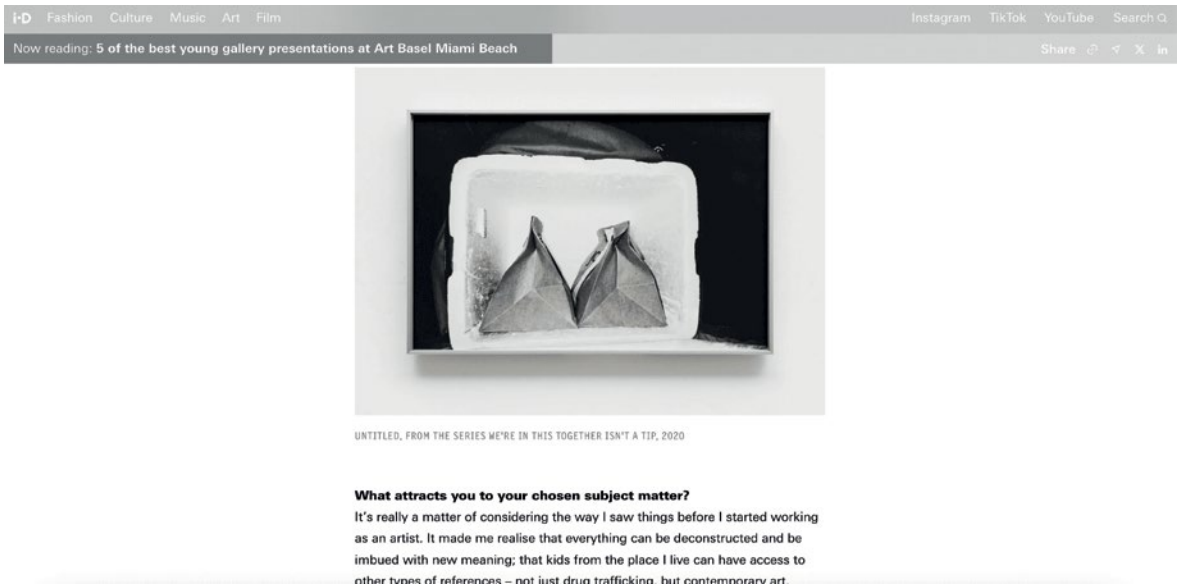 i-D Fashion Culture Music Art Film Instagram TikTok YouTube Search
Now reading: 5 of the best young gallery presentations at Art Basel Miami Beach Share
UNTITLED, FROM THE SERIES WE'RE IN THIS TOGETHER ISN'T A TIP, 2020
What attracts you to your chosen subject matter?
It's really a matter of considering the way I saw things before I started working
as an artist. It made me realise that everything can be deconstructed and be
imbued with new meaning; that kids from the place I live can have access to
other types of references – not just drug trafficking, but contemporary art.